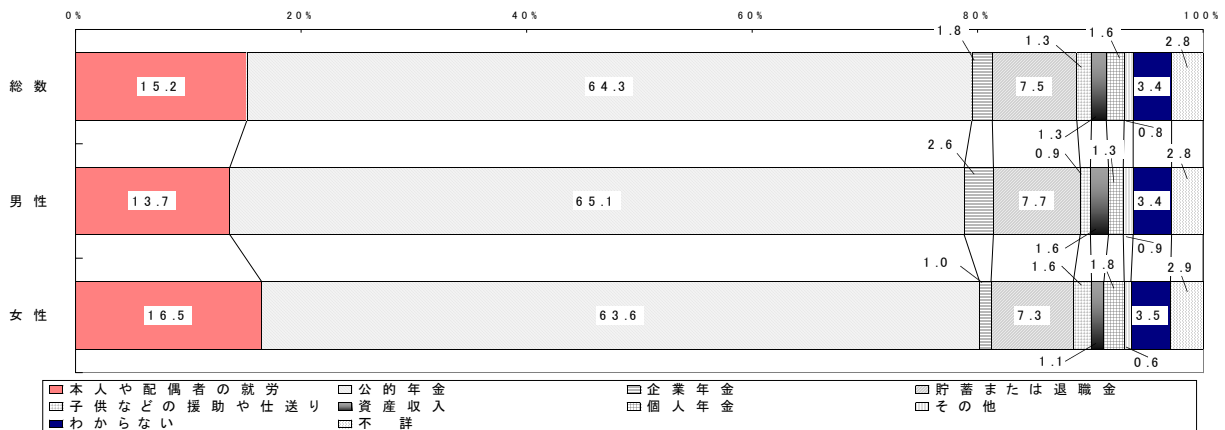 0% 20% 40% 60% 80% 100%
1.8 1.3 1.6 2.8
総数 15.2 64.3 7.5 3.4
1.3 0.8
2.6 0.9 1.3 2.8
男性 13.7 65.1 7.7 3.4
1.6 0.9
1.0 1.6 1.8 2.9
女性 16.5 63.6 7.3 3.5
1.1 0.6
本人や配偶者の就労 公的年金 企業年金 貯蓄または退職金
子供などの援助や仕送り 資産収入 個人年金 その他
わからない 不詳